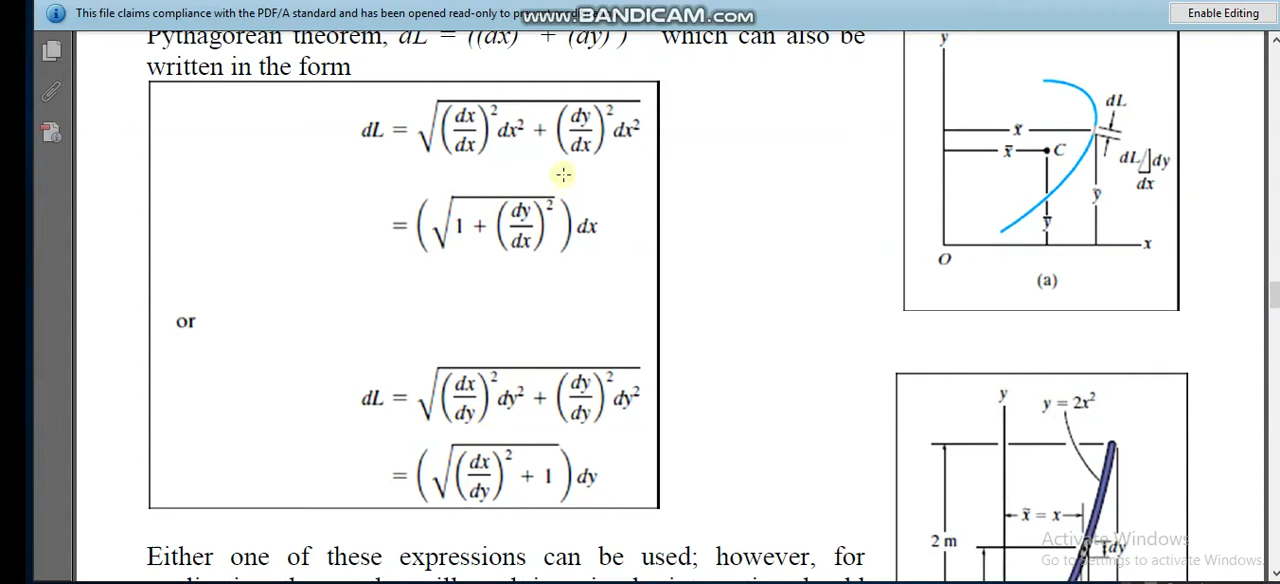 This file claims compliance with the PDF/A standard and has been opened read-only to
www.BANDICAM.com
Enable Editing
Pythagorean theorem, dL = ((dx) + (dy) ) which can also be
written in the form
dL = √((dx/dx)² dx² + (dy/dx)² dx²)
= (√(1 + (dy/dx)²)) dx
or
dL = √((dx/dy)² dy² + (dy/dy)² dy²)
= (√((dx/dy)² + 1)) dy
Either one of these expressions can be used; however, for
y
dL
x̃
x̄
C
dL
dy
dx
ỹ
ȳ
x
O
(a)
y
y = 2x²
x̃ = x
2 m
dy
Activate Windows
Go to Settings to activate Windows.